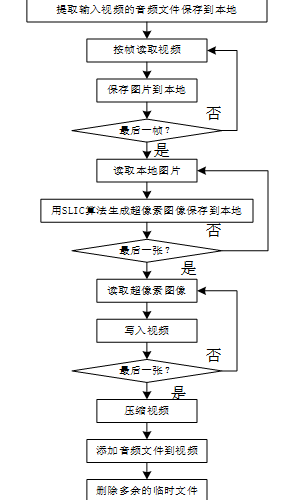 提取输入视频的音频文件保存到本地
按帧读取视频
保存图片到本地
否
最后一帧?
是
读取本地图片
用SLIC算法生成超像素图像保存到本地
否
最后一张?
是
读取超像素图像
写入视频
否
最后一张?
是
压缩视频
添加音频文件到视频
删除多余的临时文件